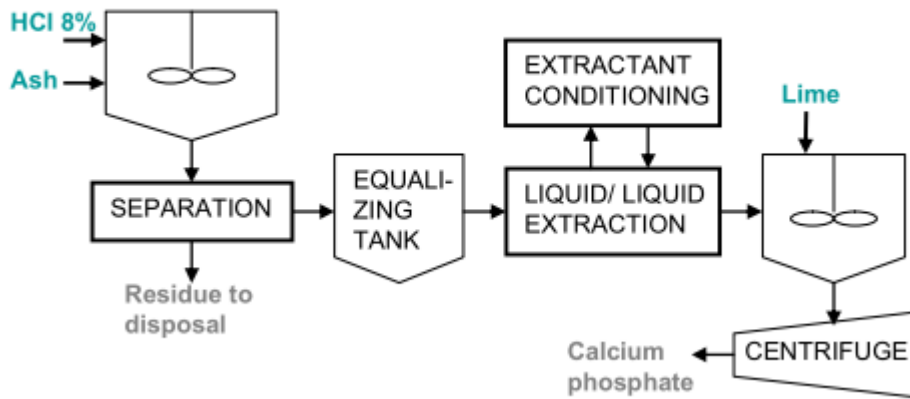 HCl 8%
Ash
SEPARATION
Residue to
disposal
EQUALI-
ZING
TANK
EXTRACTANT
CONDITIONING
LIQUID/ LIQUID
EXTRACTION
Lime
CENTRIFUGE
Calcium
phosphate